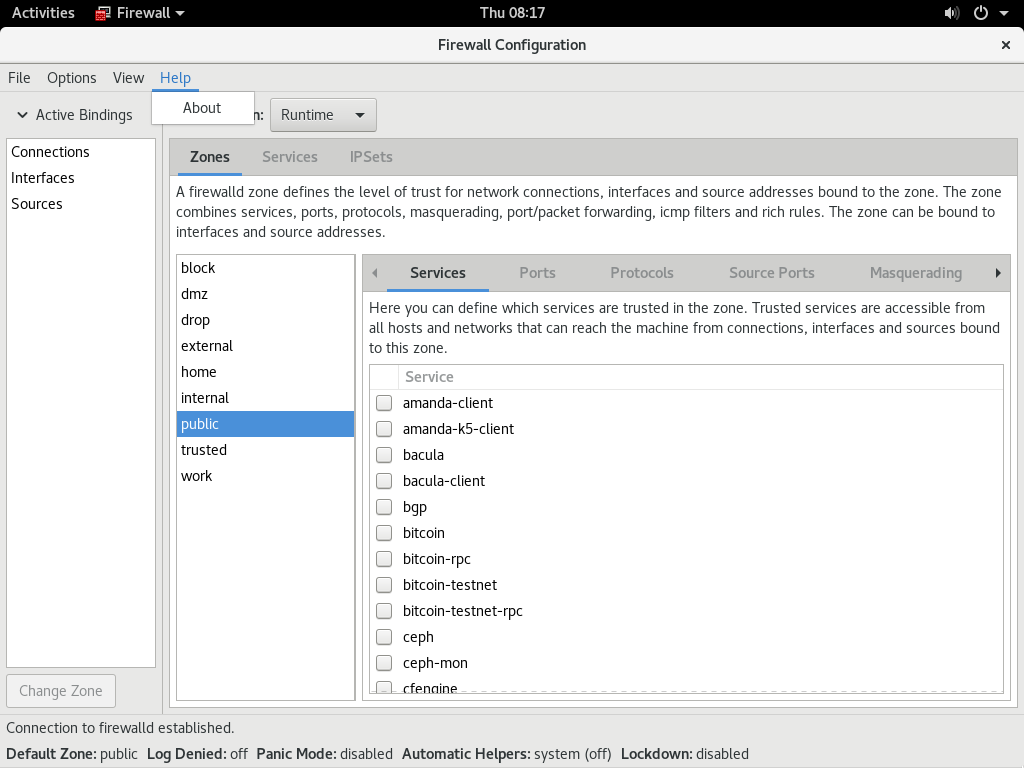 Activities Firewall Thu 08:17
Firewall Configuration
File Options View Help
About
Active Bindings n: Runtime
Connections
Interfaces
Sources
Change Zone
Zones Services IPSets
A firewalld zone defines the level of trust for network connections, interfaces and source addresses bound to the zone. The zone
combines services, ports, protocols, masquerading, port/packet forwarding, icmp filters and rich rules. The zone can be bound to
interfaces and source addresses.
block
dmz
drop
external
home
internal
public
trusted
work
Services Ports Protocols Source Ports Masquerading
Here you can define which services are trusted in the zone. Trusted services are accessible from
all hosts and networks that can reach the machine from connections, interfaces and sources bound
to this zone.
Service
amanda-client
amanda-k5-client
bacula
bacula-client
bgp
bitcoin
bitcoin-rpc
bitcoin-testnet
bitcoin-testnet-rpc
ceph
ceph-mon
cfengine
Connection to firewalld established.
Default Zone: public Log Denied: off Panic Mode: disabled Automatic Helpers: system (off) Lockdown: disabled